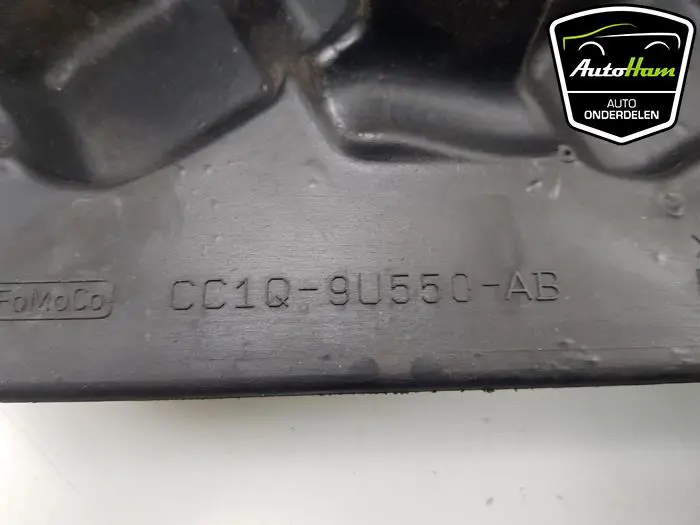 AutoHam
AUTO
ONDERDELEN
FoMoCo
CC1Q-9U550-AB